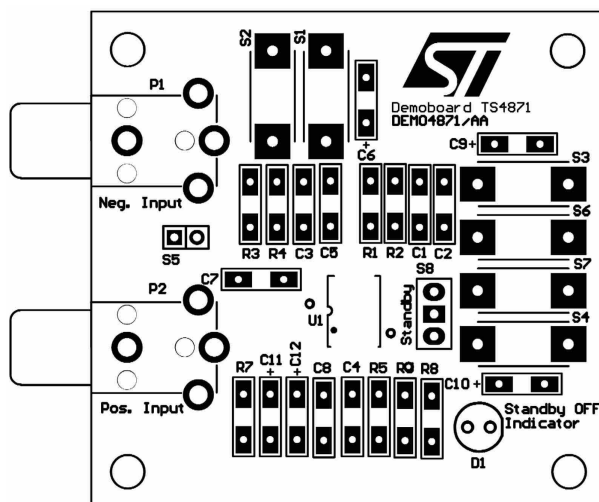 S2
S1
ST
P1
Demoboard TS4871
DEMO4871/AA
C9+
+
C6
S3
Neg. Input
R3
R4
C3
C5
R1
R2
C1
C2
S6
S5
C7
S8
S7
P2
U1
Standby
S4
R7
C11
+
C12
+
C8
C4
R5
R6
R8
C10+
Pos. Input
Standby OFF
Indicator
D1